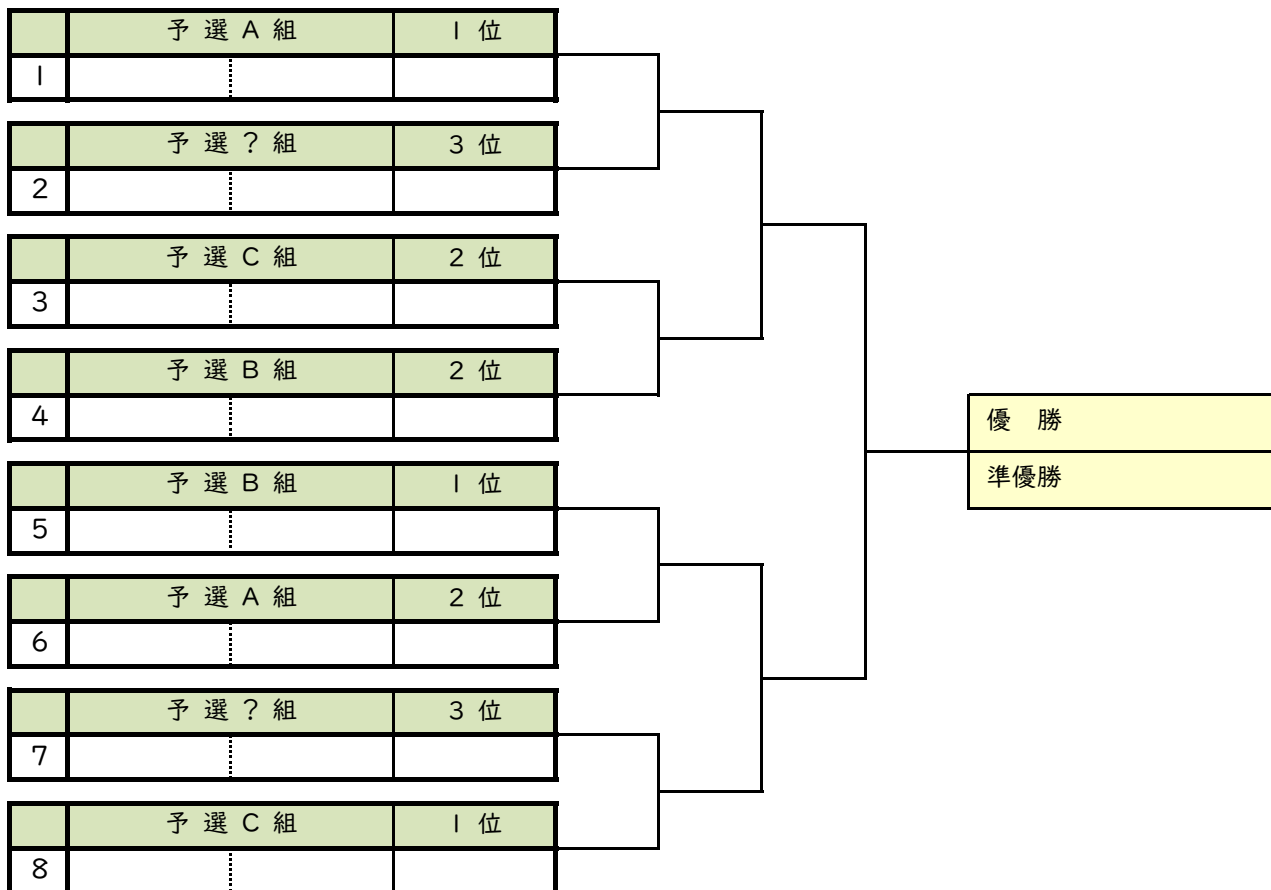 予選A組 1位
1
予選?組 3位
2
予選C組 2位
3
予選B組 2位
4
予選B組 1位
5
予選A組 2位
6
予選?組 3位
7
予選C組 1位
8
優 勝
準優勝